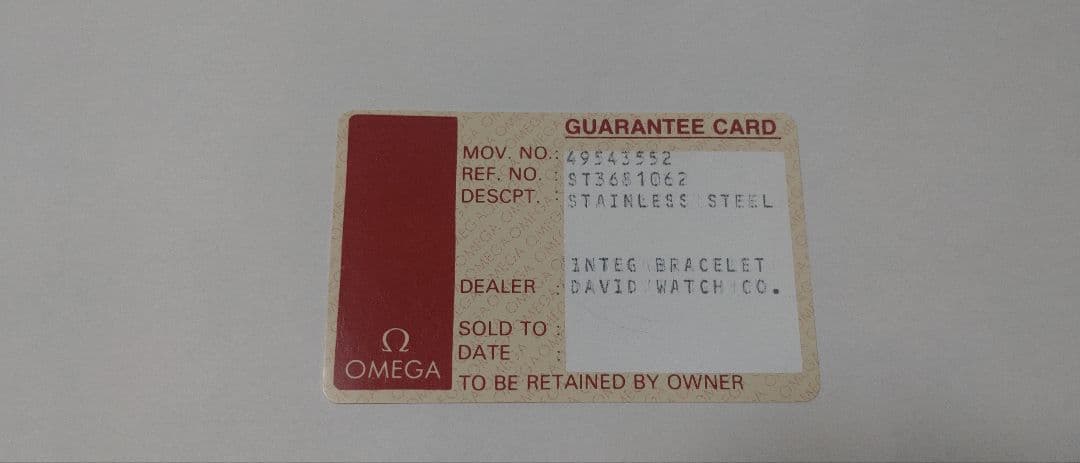 GUARANTEE CARD
MOV. NO.: 49543552
REF. NO. : ST3681062
DESCPT. : STAINLESS STEEL
INTEG BRACELET
DEALER : DAVID WATCH CO.
SOLD TO :
DATE :
TO BE RETAINED BY OWNER
Ω
OMEGA